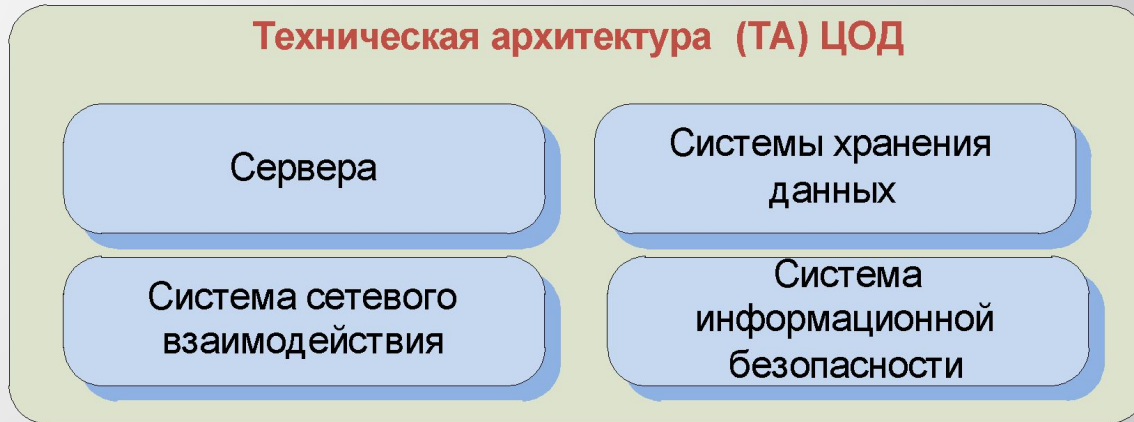 Техническая архитектура (ТА) ЦОД
Сервера
Системы хранения
данных
Система сетевого
взаимодействия
Система
информационной
безопасности